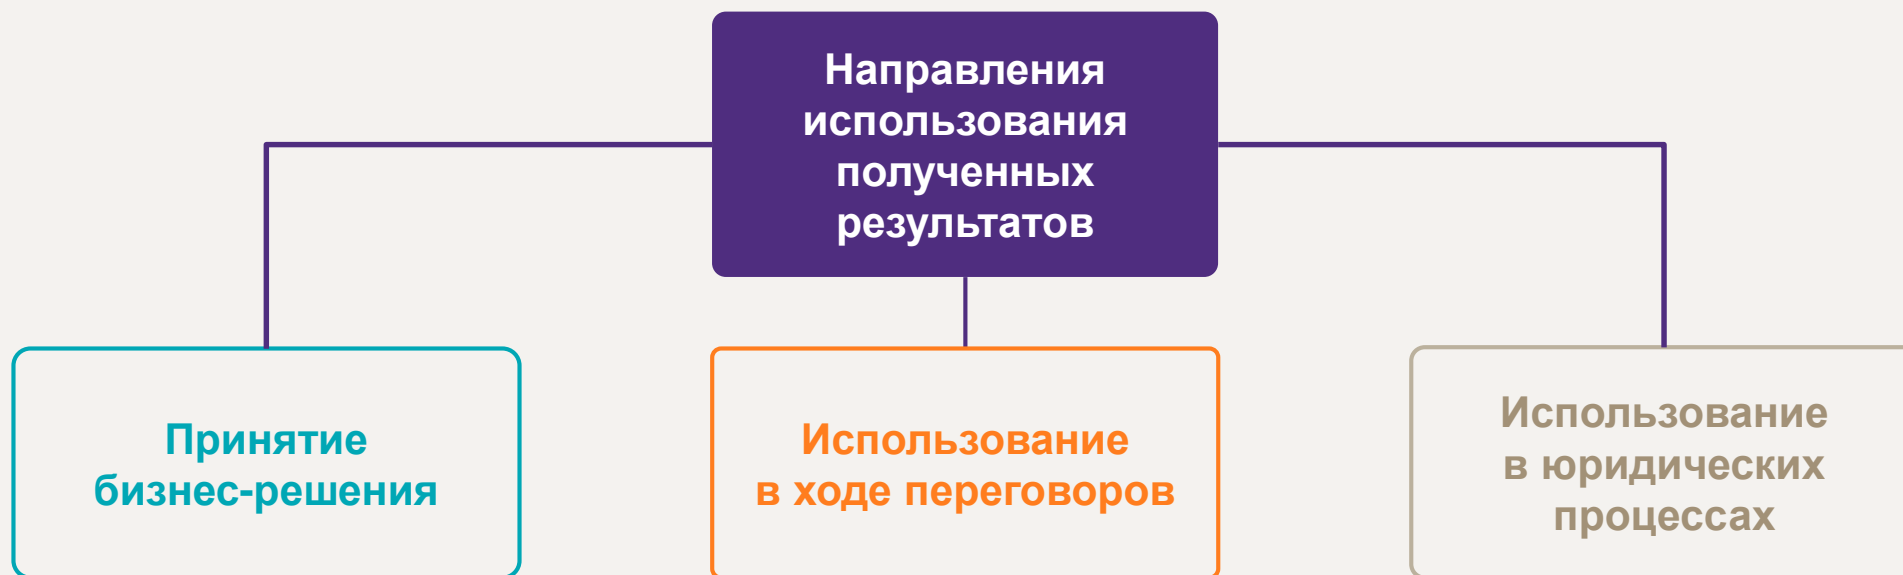 Направления
использования
полученных
результатов
Принятие
бизнес-решения
Использование
в ходе переговоров
Использование
в юридических
процессах